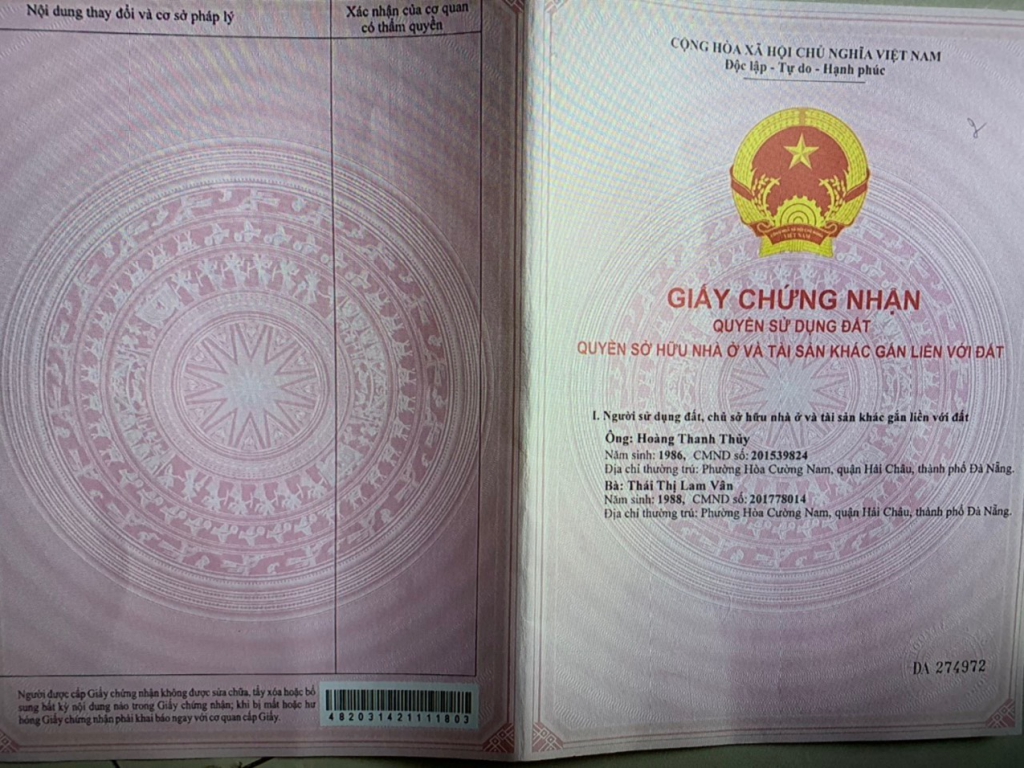 Nội dung thay đổi và cơ sở pháp lý
Xác nhận của cơ quan
có thẩm quyền
Người được cấp Giấy chứng nhận không được sửa chữa, tẩy xóa hoặc bổ
sung bất kỳ nội dung nào trong Giấy chứng nhận; khi bị mất hoặc hư
hỏng Giấy chứng nhận phải khai báo ngay với cơ quan cấp Giấy.
482031421111803
CỘNG HÒA XÃ HỘI CHỦ NGHĨA VIỆT NAM
Độc lập - Tự do - Hạnh phúc
VIỆT NAM
GIẤY CHỨNG NHẬN
QUYỀN SỬ DỤNG ĐẤT
QUYỀN SỞ HỮU NHÀ Ở VÀ TÀI SẢN KHÁC GẮN LIỀN VỚI ĐẤT
I. Người sử dụng đất, chủ sở hữu nhà ở và tài sản khác gắn liền với đất
Ông: Hoàng Thanh Thủy
Năm sinh: 1986, CMND số: 201539824
Địa chỉ thường trú: Phường Hòa Cường Nam, quận Hải Châu, thành phố Đà Nẵng.
Bà: Thái Thị Lam Vân
Năm sinh: 1988, CMND số: 201778014
Địa chỉ thường trú: Phường Hòa Cường Nam, quận Hải Châu, thành phố Đà Nẵng.
DA 274972